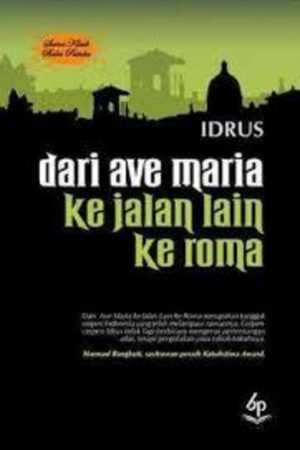 Sastra Klasik
Balai Pustaka
IDRUS
dari ave maria
ke jalan lain
ke roma
Dari Ave Maria ke Jalan Lain ke Roma merupakan tonggak
cerpen Indonesia yang telah melampaui zamannya. Cerpen-
cerpen Idrus tidak lagi berbicara mengenai pertentangan
adat, tetapi pergolakan jiwa tokoh-tokohnya.
Hamsad Rangkuti, sastrawan peraih Khatulistiwa Award.
bp